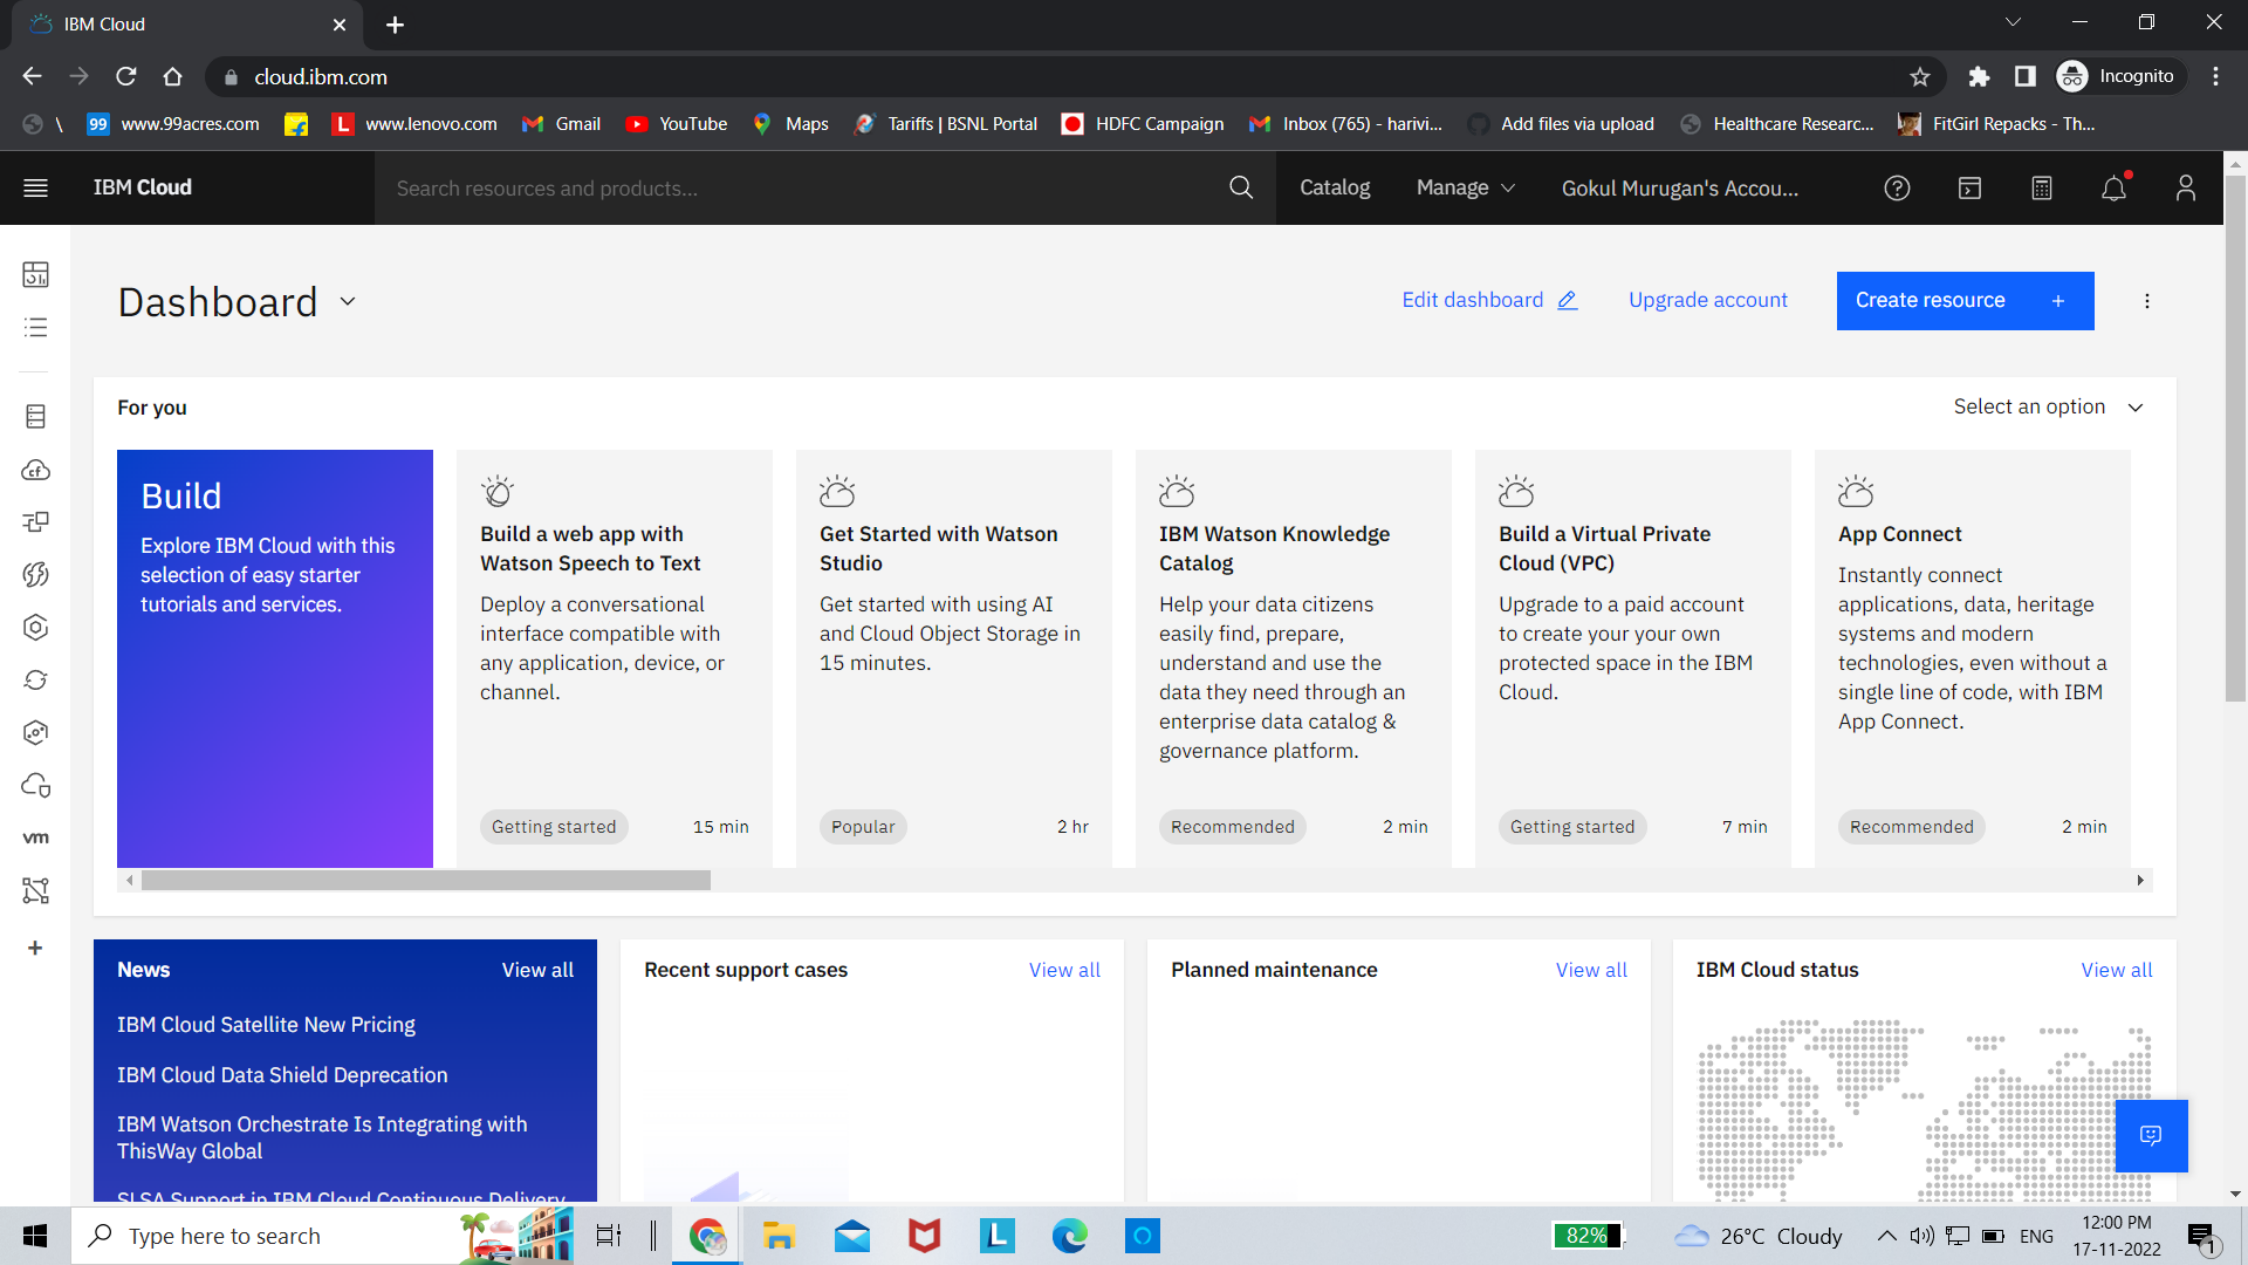 IBM Cloud
cloud.ibm.com
Incognito
\
99 www.99acres.com
L www.lenovo.com
Gmail
YouTube
Maps
Tariffs | BSNL Portal
HDFC Campaign
Inbox (765) - harivi...
Add files via upload
Healthcare Researc...
FitGirl Repacks - Th...
IBM Cloud
Search resources and products...
Catalog
Manage
Gokul Murugan's Accou...
Dashboard
Edit dashboard
Upgrade account
Create resource +
For you
Select an option
Build
Explore IBM Cloud with this
selection of easy starter
tutorials and services.
Build a web app with
Watson Speech to Text
Deploy a conversational
interface compatible with
any application, device, or
channel.
Getting started 15 min
Get Started with Watson
Studio
Get started with using AI
and Cloud Object Storage in
15 minutes.
Popular 2 hr
IBM Watson Knowledge
Catalog
Help your data citizens
easily find, prepare,
understand and use the
data they need through an
enterprise data catalog &
governance platform.
Recommended 2 min
Build a Virtual Private
Cloud (VPC)
Upgrade to a paid account
to create your your own
protected space in the IBM
Cloud.
Getting started 7 min
App Connect
Instantly connect
applications, data, heritage
systems and modern
technologies, even without a
single line of code, with IBM
App Connect.
Recommended 2 min
cf
vm
News View all
IBM Cloud Satellite New Pricing
IBM Cloud Data Shield Deprecation
IBM Watson Orchestrate Is Integrating with
ThisWay Global
SLSA Support in IBM Cloud Continuous Delivery
Recent support cases View all
Planned maintenance View all
IBM Cloud status View all
Type here to search
L
82%
26°C Cloudy
ENG
12:00 PM
17-11-2022
1